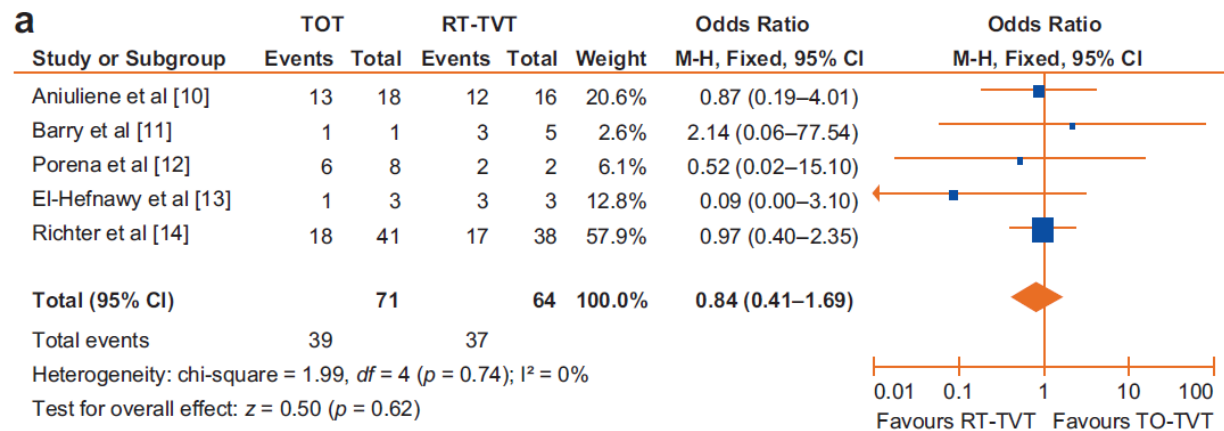 a TOT RT-TVT Odds Ratio Odds Ratio
Study or Subgroup Events Total Events Total Weight M-H, Fixed, 95% CI M-H, Fixed, 95% CI
Aniuliene et al [10] 13 18 12 16 20.6% 0.87 (0.19–4.01)
Barry et al [11] 1 1 3 5 2.6% 2.14 (0.06–77.54)
Porena et al [12] 6 8 2 2 6.1% 0.52 (0.02–15.10)
El-Hefnawy et al [13] 1 3 3 3 12.8% 0.09 (0.00–3.10)
Richter et al [14] 18 41 17 38 57.9% 0.97 (0.40–2.35)
Total (95% CI) 71 64 100.0% 0.84 (0.41–1.69)
Total events 39 37
Heterogeneity: chi-square = 1.99, df = 4 (p = 0.74); I² = 0%
Test for overall effect: z = 0.50 (p = 0.62)
0.01 0.1 1 10 100
Favours RT-TVT Favours TO-TVT